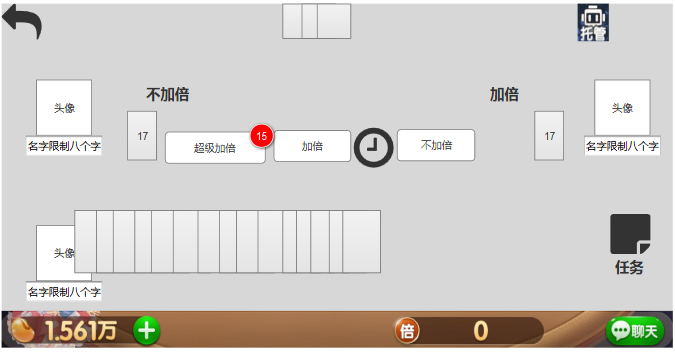 托管
不加倍
加倍
头像
头像
17
17
15
超级加倍
加倍
不加倍
名字限制八个字
名字限制八个字
头像
任务
名字限制八个字
1.561万
倍
0
聊天